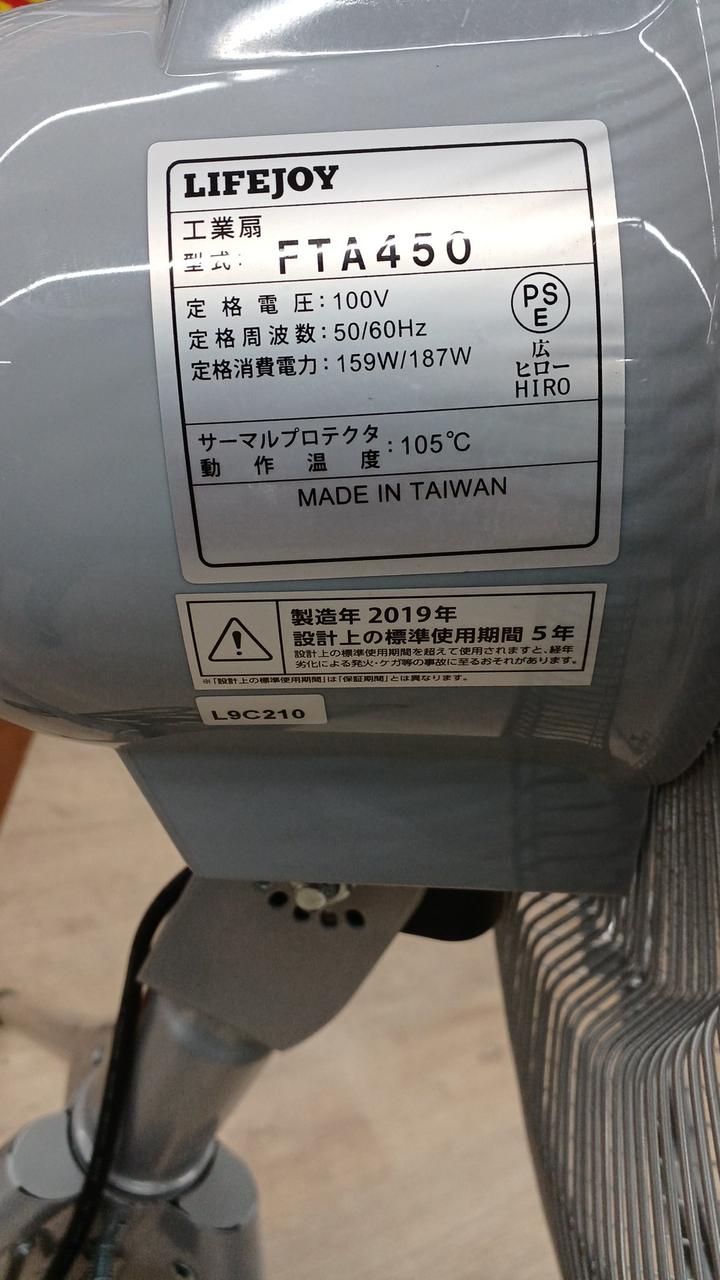 LIFEJOY
工業扇
型式: FTA450
定格電圧:100V
定格周波数:50/60Hz
定格消費電力:159W/187W
PS
E
広
ヒロー
HIRO
サーマルプロテクタ
動作温度:105℃
MADE IN TAIWAN
製造年 2019年
設計上の標準使用期間 5年
設計上の標準使用期間を超えて使用されますと、経年
劣化による発火・ケガ等の事故に至るおそれがあります。
※「設計上の標準使用期間」は「保証期間」とは異なります。
L9C210